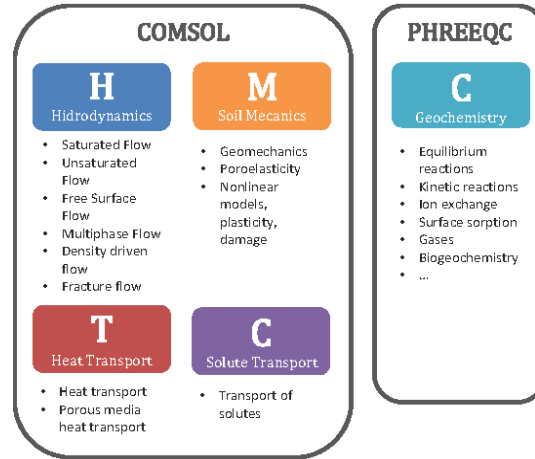 COMSOL
H
Hidrodynamics
• Saturated Flow
• Unsaturated
Flow
• Free Surface
Flow
• Multiphase Flow
• Density driven
flow
• Fracture flow
M
Soil Mecanics
• Geomechanics
• Poroelasticity
• Nonlinear
models,
plasticity,
damage
T
Heat Transport
• Heat transport
• Porous media
heat transport
C
Solute Transport
• Transport of
solutes
PHREEQC
C
Geochemistry
• Equilibrium
reactions
• Kinetic reactions
• Ion exchange
• Surface sorption
• Gases
• Biogeochemistry
• ...